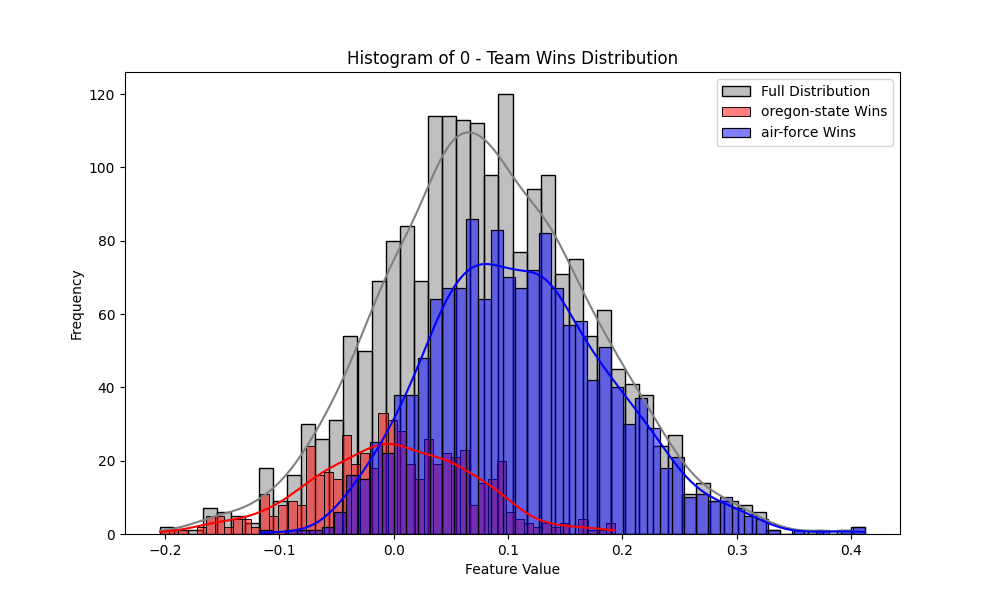 Histogram of 0 - Team Wins Distribution
Full Distribution
oregon-state Wins
air-force Wins
Frequency
120
100
80
60
40
20
0
−0.2 −0.1 0.0 0.1 0.2 0.3 0.4
Feature Value